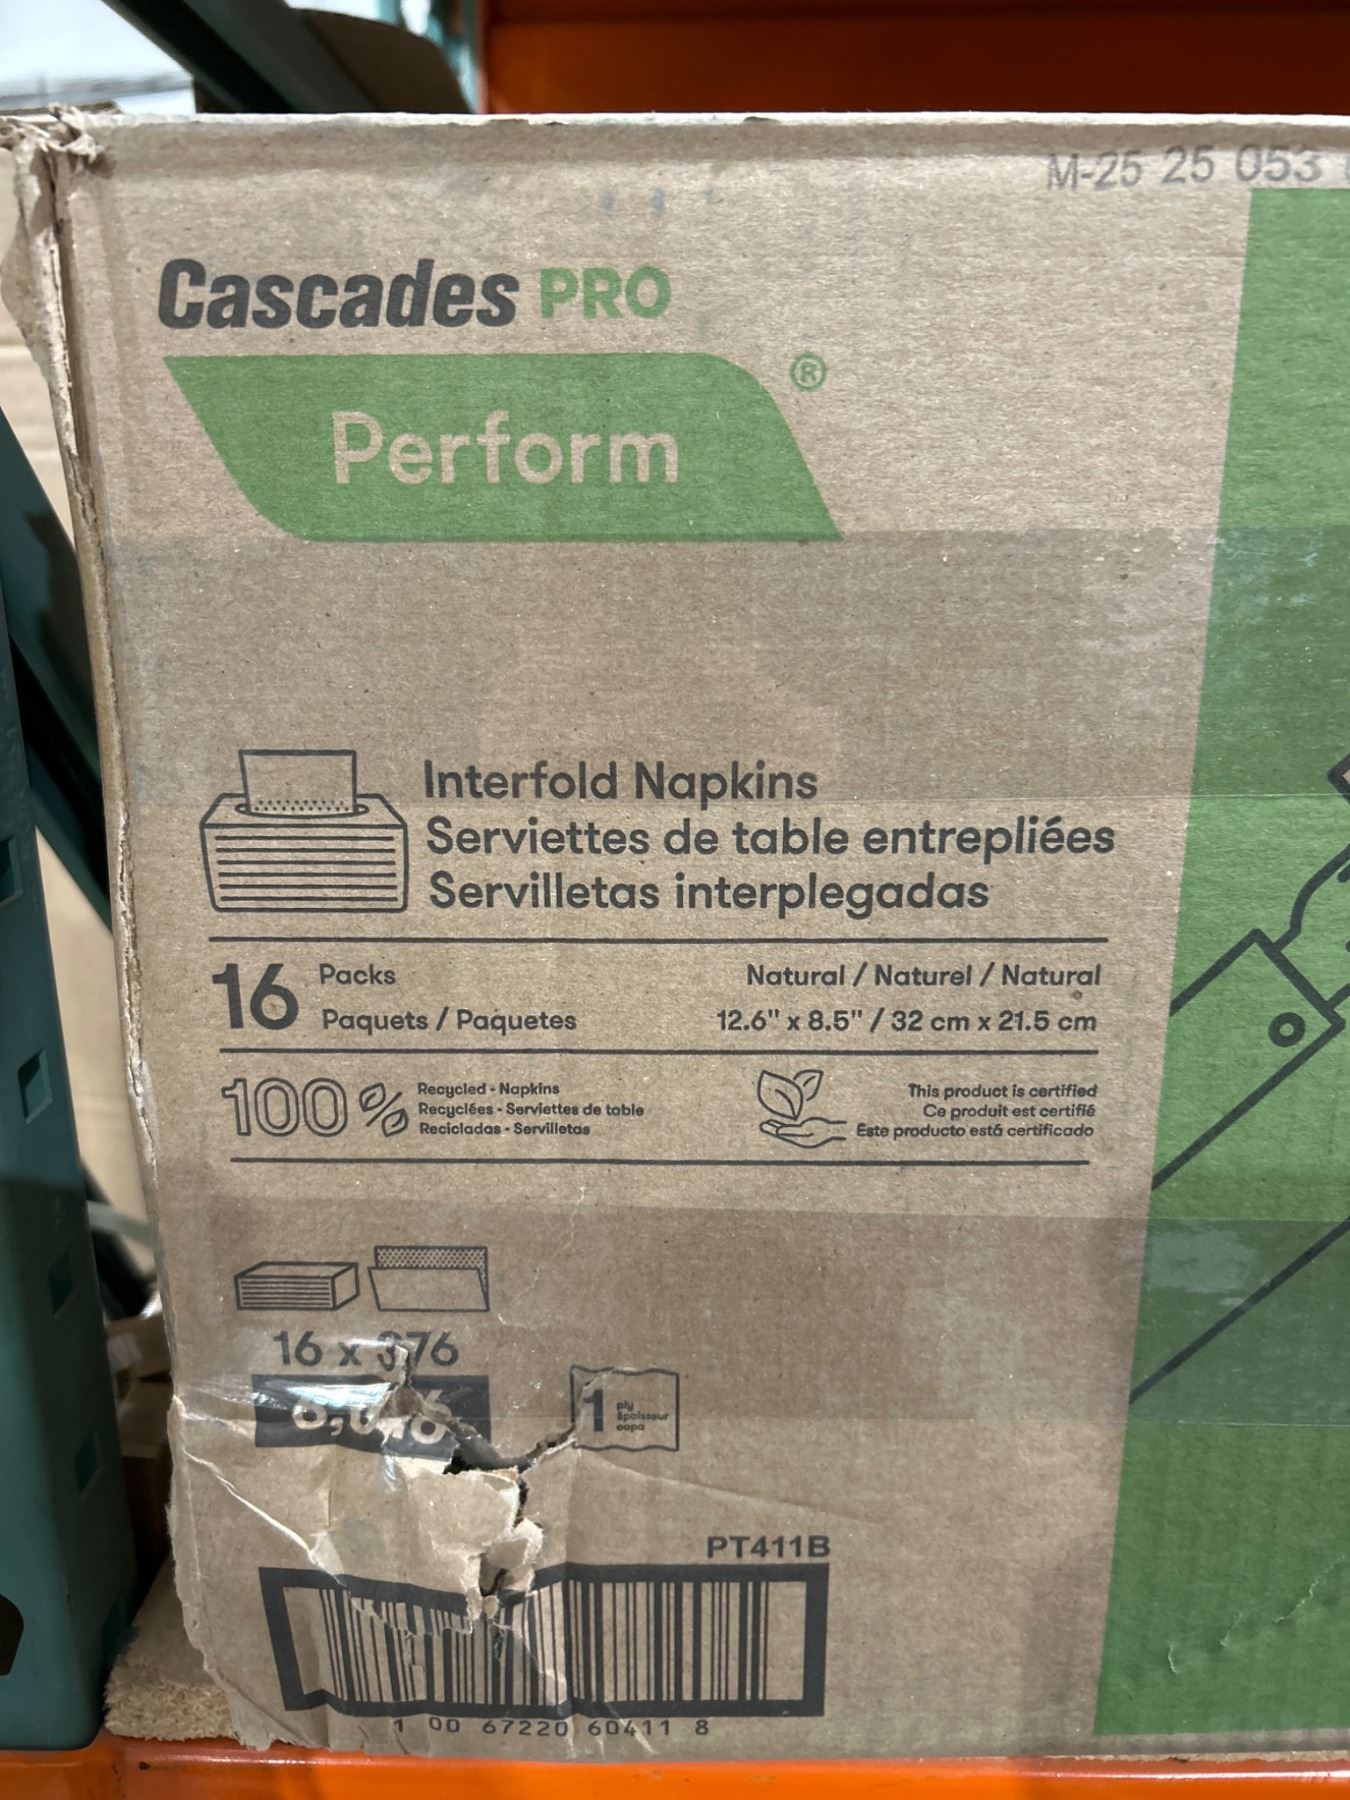 M-25 25 053
Cascades PRO
Perform ®
Interfold Napkins
Serviettes de table entrepliées
Servilletas interplegadas
16 Packs
Paquets / Paquetes
Natural / Naturel / Natural
12.6" x 8.5" / 32 cm x 21.5 cm
100%
Recycled - Napkins
Recyclées - Serviettes de table
Recicladas - Servilletas
This product is certified
Ce produit est certifié
Este producto está certificado
16 x 376
1
ply
épaisseur
capa
PT411B
1 00 67220 60411 8